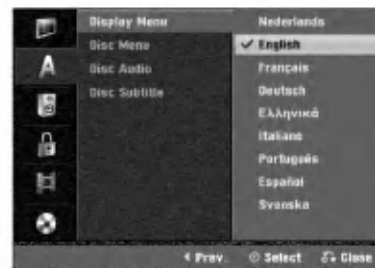 Display Menu
Disc Menu
Disc Audio
Disc Subtitle
A
Nederlands
✓ English
Français
Deutsch
Ελληνικά
Italiano
Português
Español
Svenska
Prev.
Select
Close